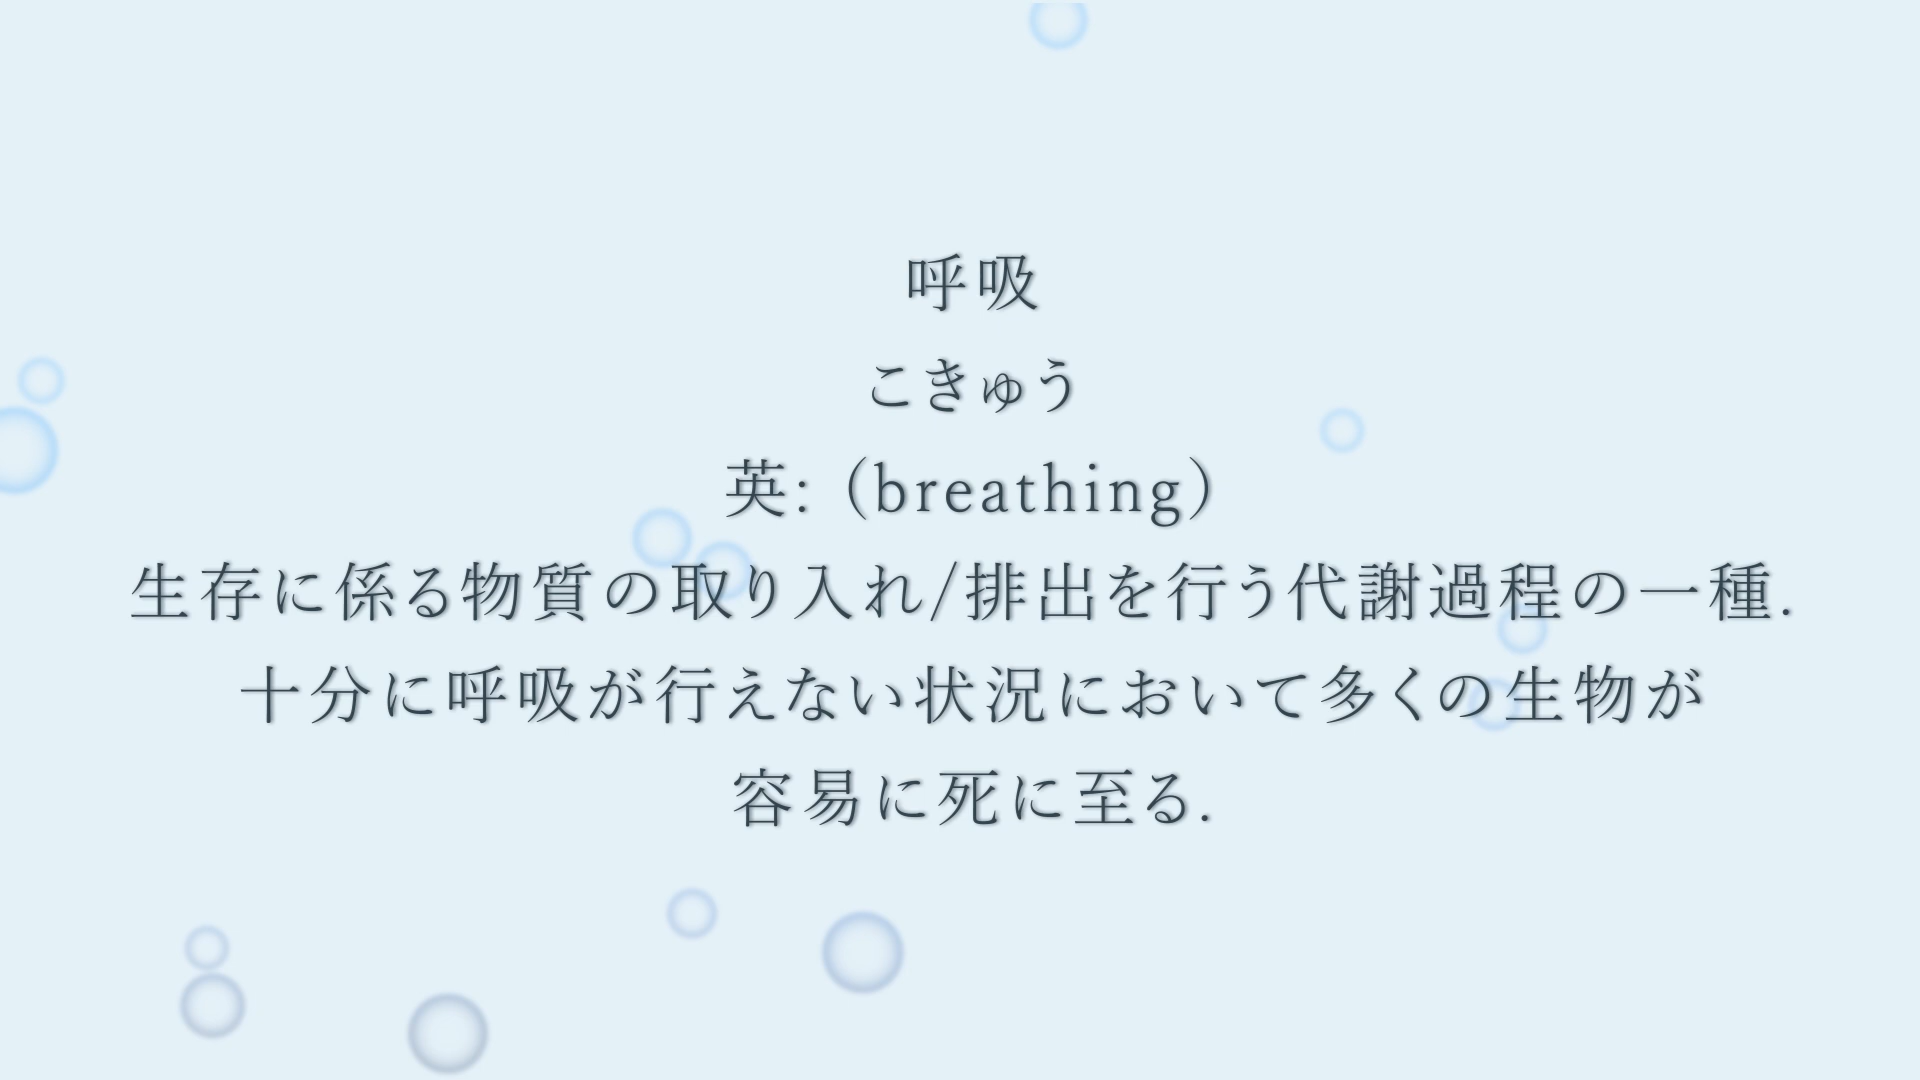 呼吸
こきゅう
英:（breathing）
生存に係る物質の取り入れ/排出を行う代謝過程の一種.
十分に呼吸が行えない状況において多くの生物が
容易に死に至る.